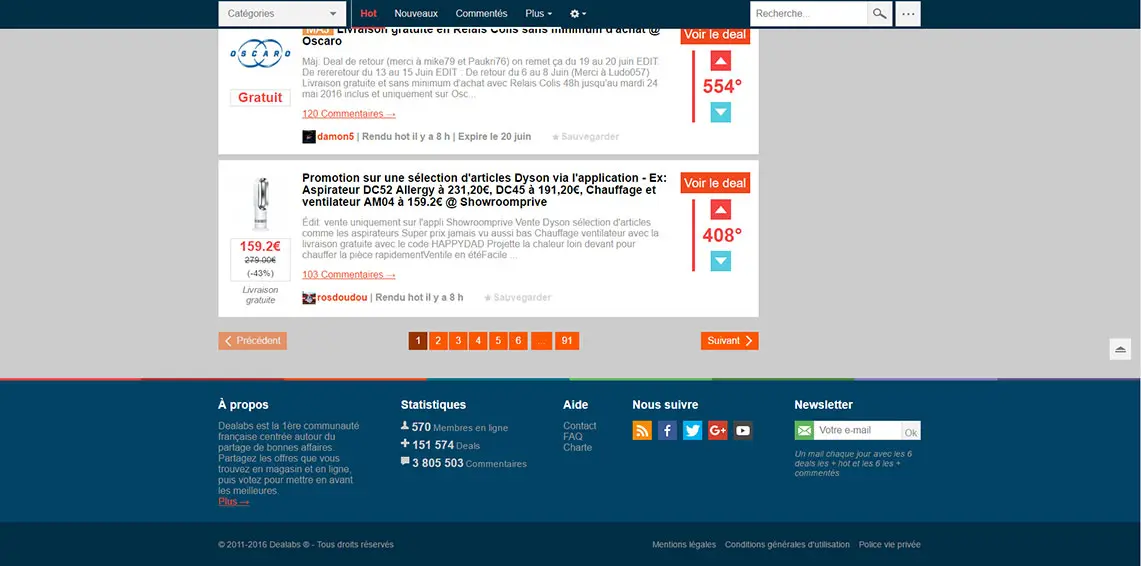 Catégories
Hot
Nouveaux
Commentés
Plus
Recherche...
MAJ Livraison gratuite en Relais Colis sans minimum d'achat @
Oscaro
OSCARO
Gratuit
Màj: Deal de retour (merci à mike79 et Paukn76) on remet ça du 19 au 20 juin EDIT.
De rereretour du 13 au 15 Juin EDIT : De retour du 6 au 8 Juin (Merci à Ludo057)
Livraison gratuite et sans minimum d'achat avec Relais Colis 48h jusqu'au mardi 24
mai 2016 inclus et uniquement sur Osc...
120 Commentaires →
damon5 | Rendu hot il y a 8 h | Expire le 20 juin
Sauvegarder
Voir le deal
554°
Promotion sur une sélection d'articles Dyson via l'application - Ex:
Aspirateur DC52 Allergy à 231,20€, DC45 à 191,20€, Chauffage et
ventilateur AM04 à 159.2€ @ Showroomprive
159.2€
279.00€
(-43%)
Livraison
gratuite
Édit: vente uniquement sur l'appli Showroomprive Vente Dyson sélection d'articles
comme les aspirateurs Super prix jamais vu aussi bas Chauffage ventilateur avec la
livraison gratuite avec le code HAPPYDAD Projette la chaleur loin devant pour
chauffer la pièce rapidementVentile en étéFacile ...
103 Commentaires →
rosdoudou | Rendu hot il y a 8 h
Sauvegarder
Voir le deal
408°
Précédent
1 2 3 4 5 6 ... 91
Suivant
À propos
Dealabs est la 1ère communauté
française centrée autour du
partage de bonnes affaires.
Partagez les offres que vous
trouvez en magasin et en ligne,
puis votez pour mettre en avant
les meilleures.
Plus →
Statistiques
570 Membres en ligne
151 574 Deals
3 805 503 Commentaires
Aide
Contact
FAQ
Charte
Nous suivre
Newsletter
Votre e-mail
Ok
Un mail chaque jour avec les 6
deals les + hot et les 6 les +
commentés
© 2011-2016 Dealabs ® - Tous droits réservés
Mentions légales
Conditions générales d'utilisation
Police vie privée